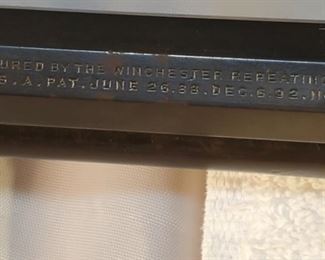 URED BY THE WINCHESTER REPEATING
S. A. PAT. JUNE 26.88. DEC. 6.92. N